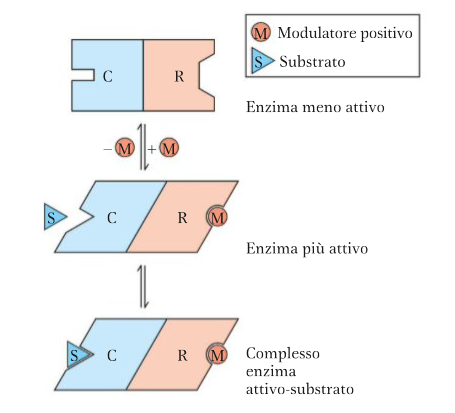 M Modulatore positivo
S Substrato
C R
Enzima meno attivo
− M + M
S C R M
Enzima più attivo
S C R M
Complesso
enzima
attivo-substrato